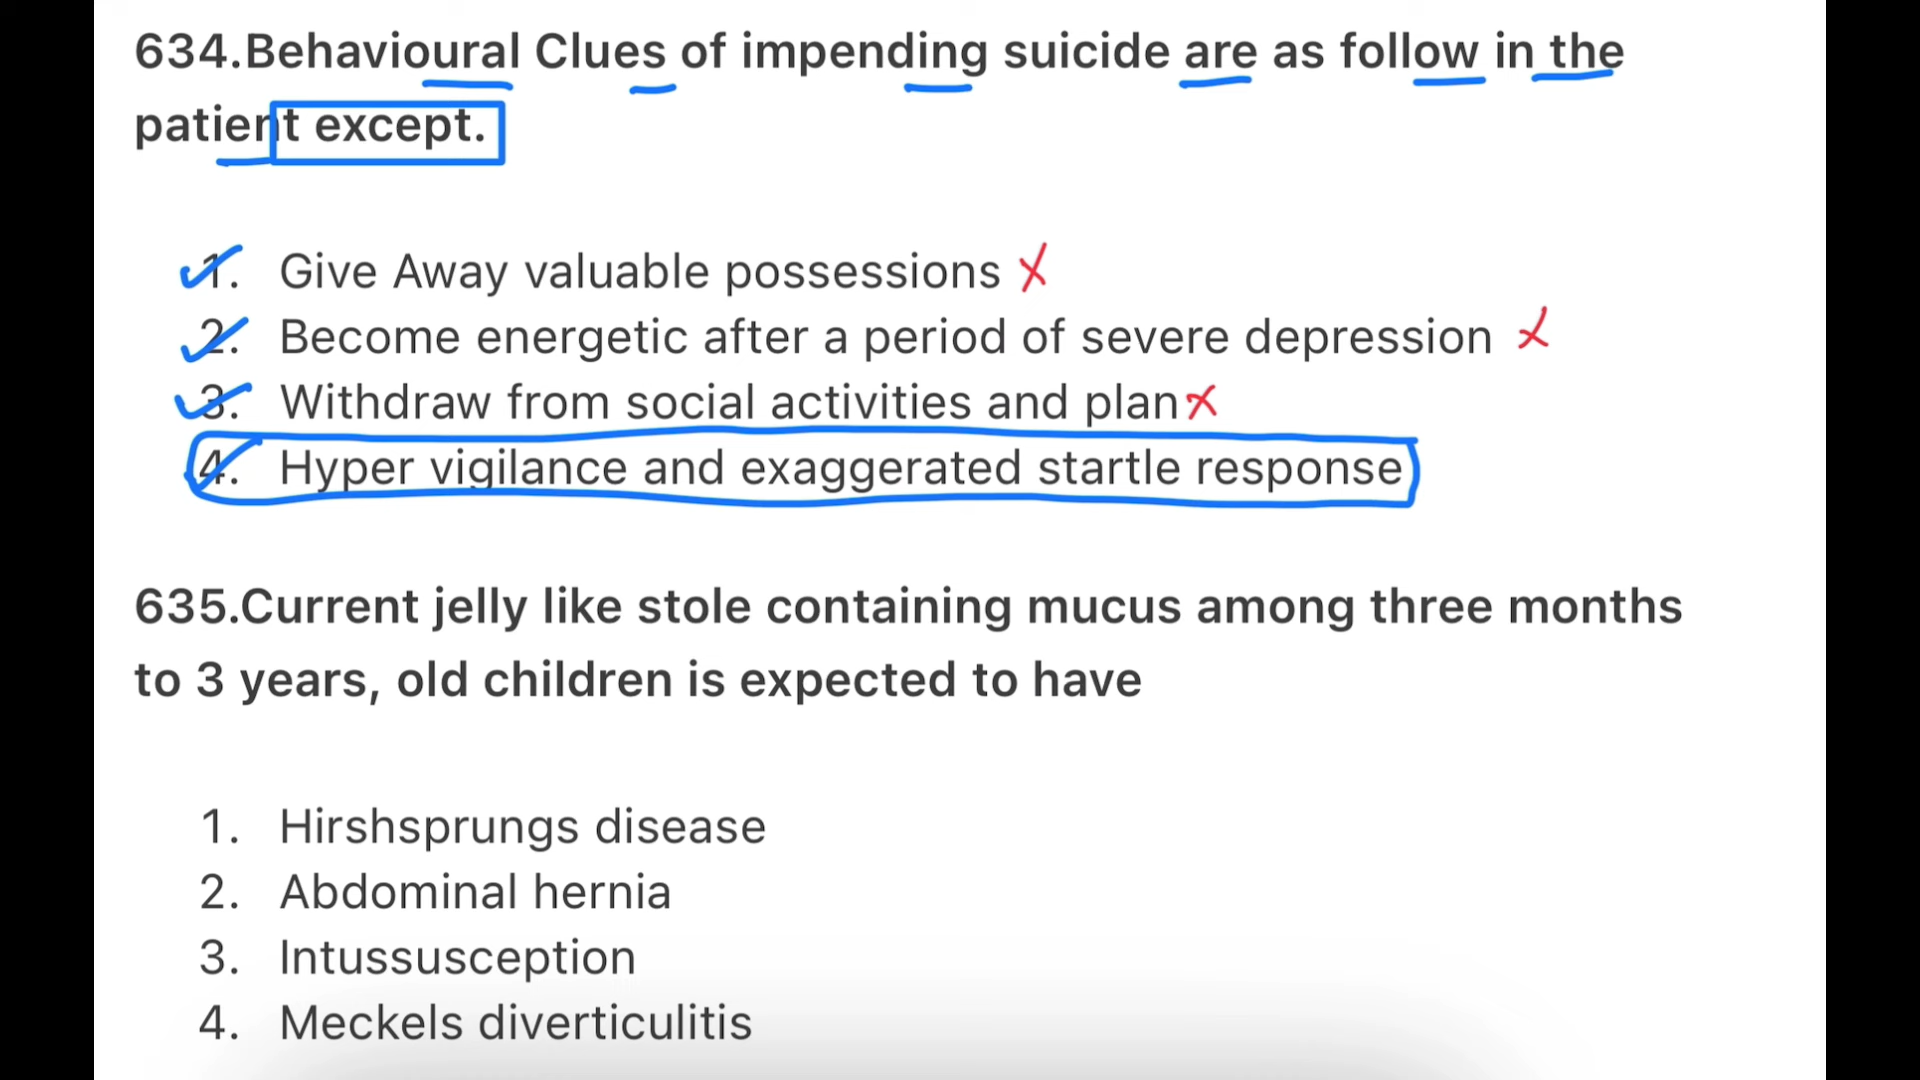 634.Behavioural Clues of impending suicide are as follow in the
patient except.
1. Give Away valuable possessions
2. Become energetic after a period of severe depression
3. Withdraw from social activities and plan
4. Hyper vigilance and exaggerated startle response
635.Current jelly like stole containing mucus among three months
to 3 years, old children is expected to have
1. Hirshsprungs disease
2. Abdominal hernia
3. Intussusception
4. Meckels diverticulitis